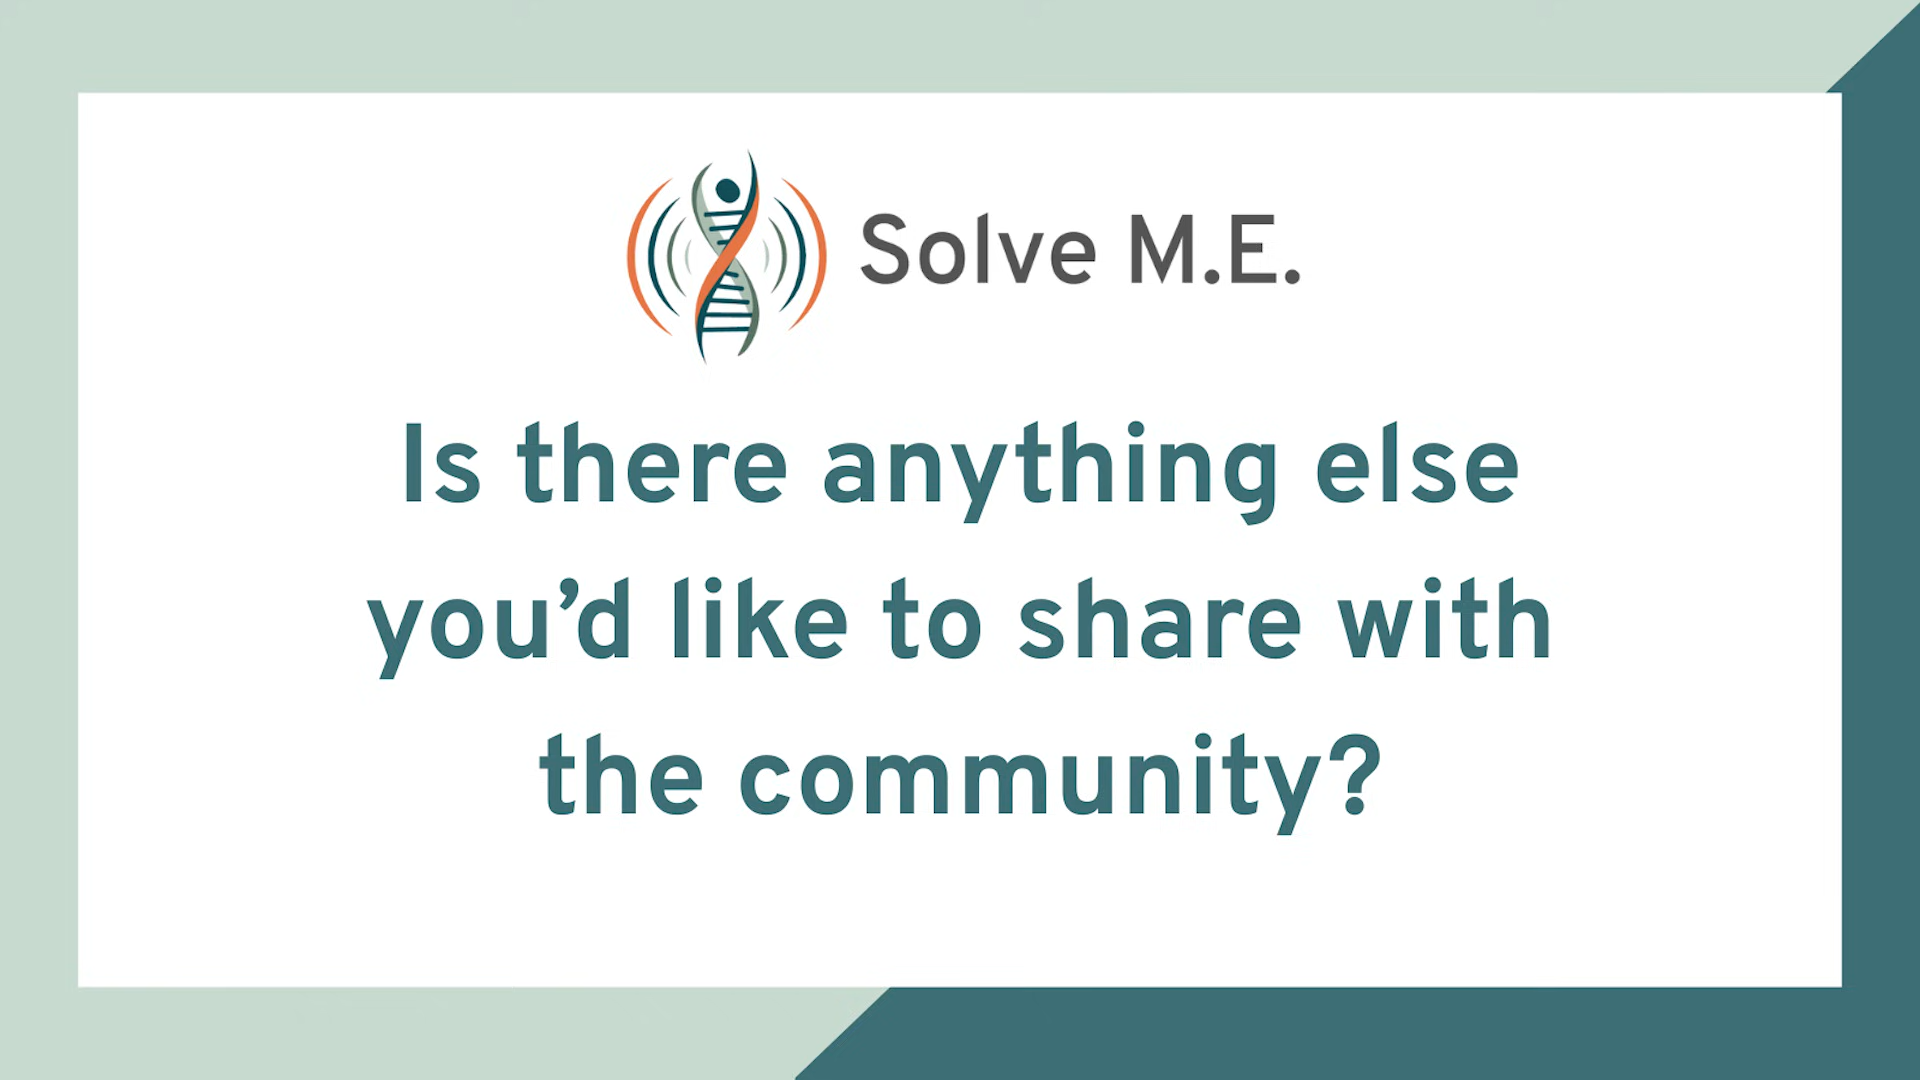 Solve M.E.
Is there anything else
you’d like to share with
the community?